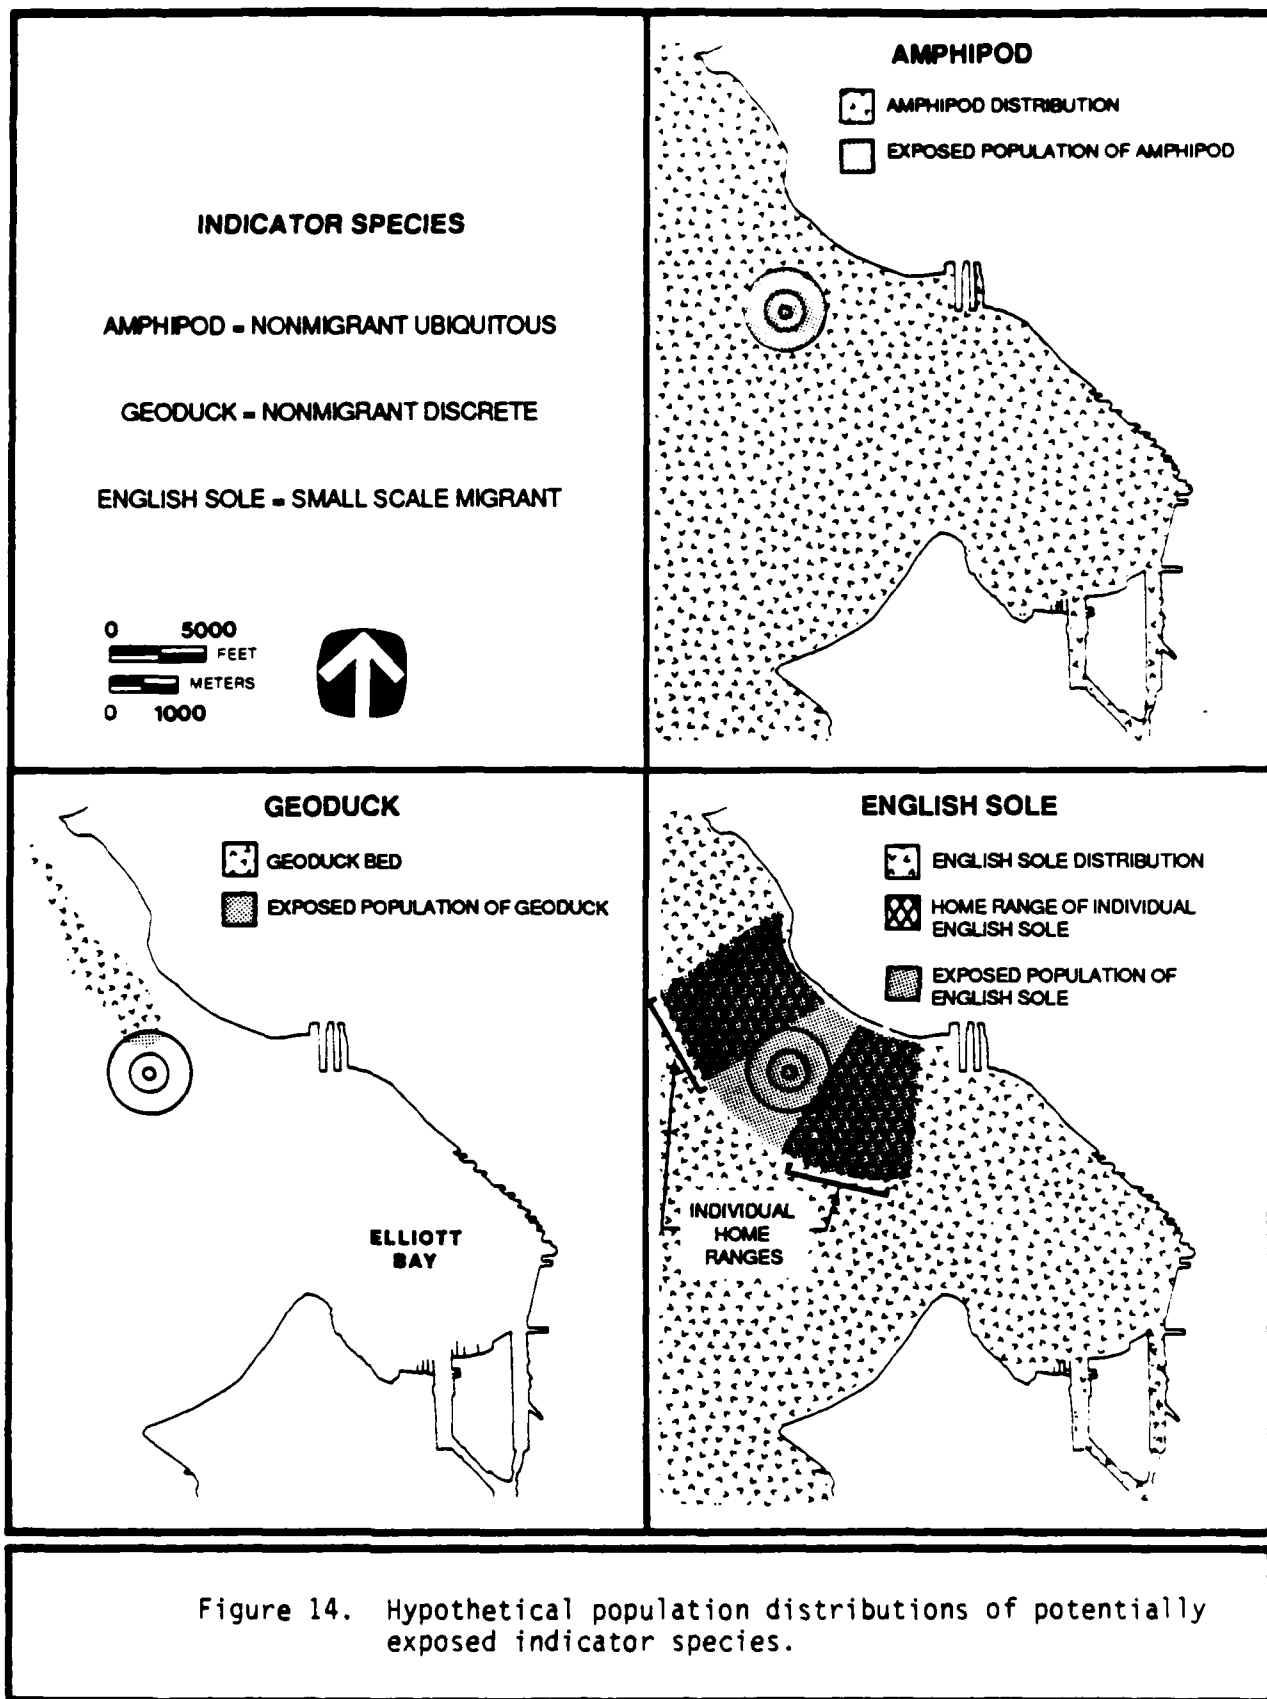 INDICATOR SPECIES
AMPHIPOD = NONMIGRANT UBIQUITOUS
GEODUCK = NONMIGRANT DISCRETE
ENGLISH SOLE = SMALL SCALE MIGRANT
0 5000
FEET
METERS
0 1000
AMPHIPOD
AMPHIPOD DISTRIBUTION
EXPOSED POPULATION OF AMPHIPOD
GEODUCK
GEODUCK BED
EXPOSED POPULATION OF GEODUCK
ELLIOTT
BAY
ENGLISH SOLE
ENGLISH SOLE DISTRIBUTION
HOME RANGE OF INDIVIDUAL
ENGLISH SOLE
EXPOSED POPULATION OF
ENGLISH SOLE
INDIVIDUAL
HOME
RANGES
Figure 14. Hypothetical population distributions of potentially
exposed indicator species.